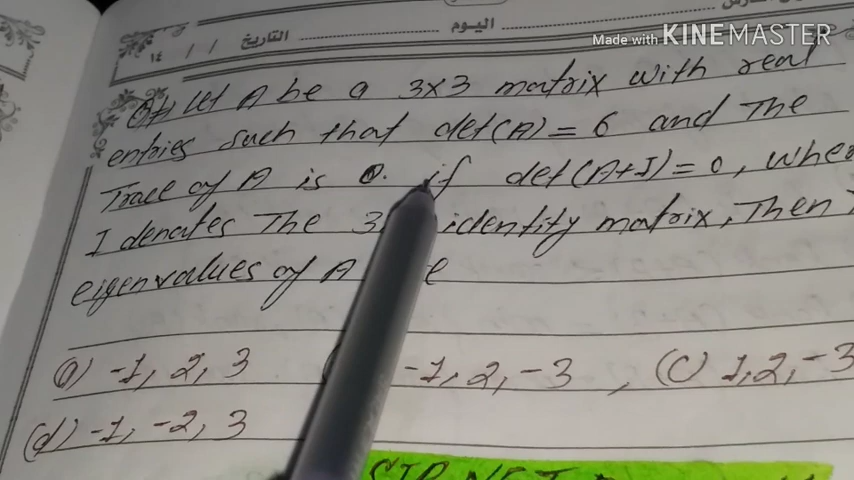 اليوم
التاريخ / / ١٤
Made with KINEMASTER
Let A be a 3x3 matrix with real
entries such that det(A) = 6 and The
Trace of A is 0. if det(A+I) = 0, Where
I denotes The identity matrix, Then
eigenvalues of A
(a) -1, 2, 3
-1, 2, -3, (c) 1, 2, -3
(d) -1, -2, 3